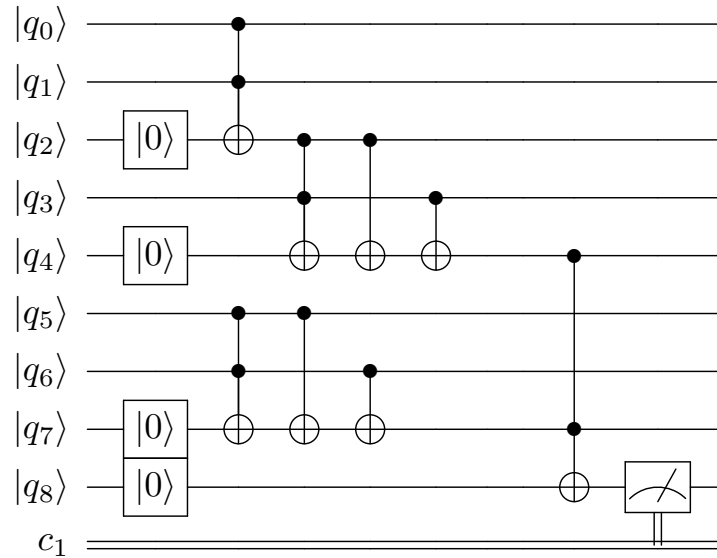 |q₀⟩
|q₁⟩
|q₂⟩ |0⟩
|q₃⟩
|q₄⟩ |0⟩
|q₅⟩
|q₆⟩
|q₇⟩ |0⟩
|q₈⟩ |0⟩
c₁